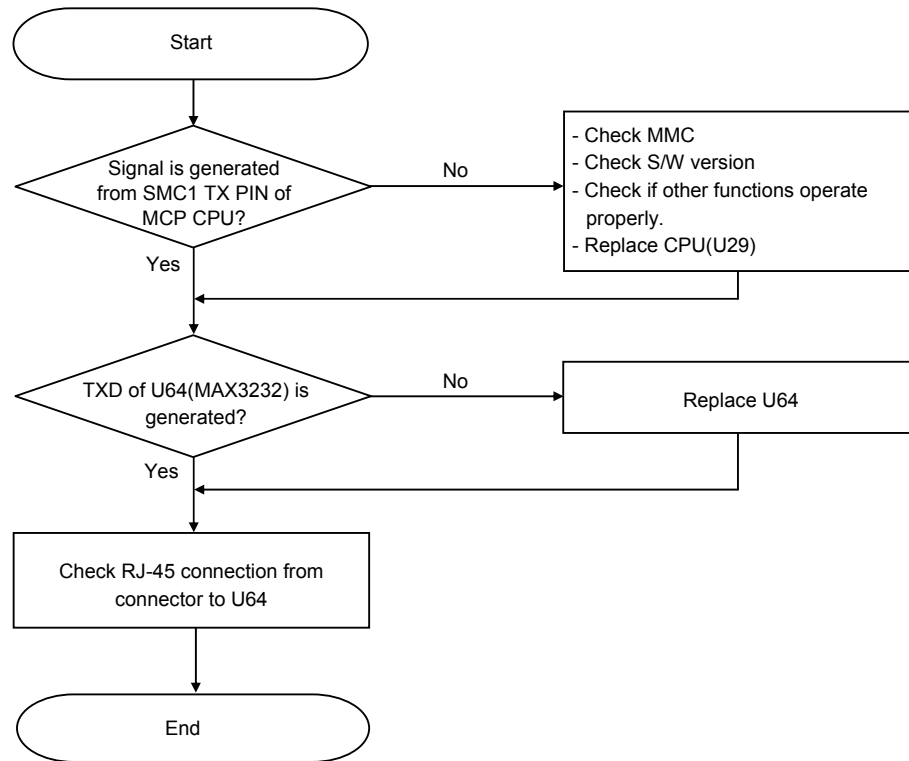 Start
Signal is generated
from SMC1 TX PIN of
MCP CPU?
No
- Check MMC
- Check S/W version
- Check if other functions operate
properly.
- Replace CPU(U29)
Yes
TXD of U64(MAX3232) is
generated?
No
Replace U64
Yes
Check RJ-45 connection from
connector to U64
End